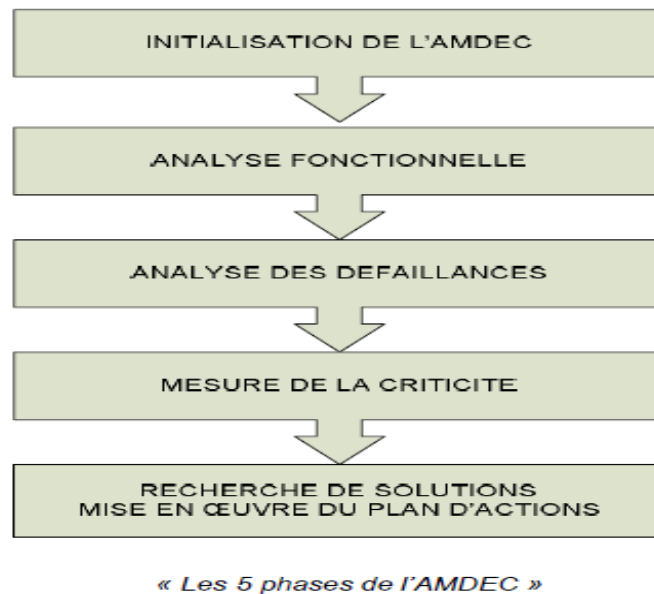 INITIALISATION DE L'AMDEC
ANALYSE FONCTIONNELLE
ANALYSE DES DEFAILLANCES
MESURE DE LA CRITICITE
RECHERCHE DE SOLUTIONS
MISE EN ŒUVRE DU PLAN D'ACTIONS
« Les 5 phases de l'AMDEC »